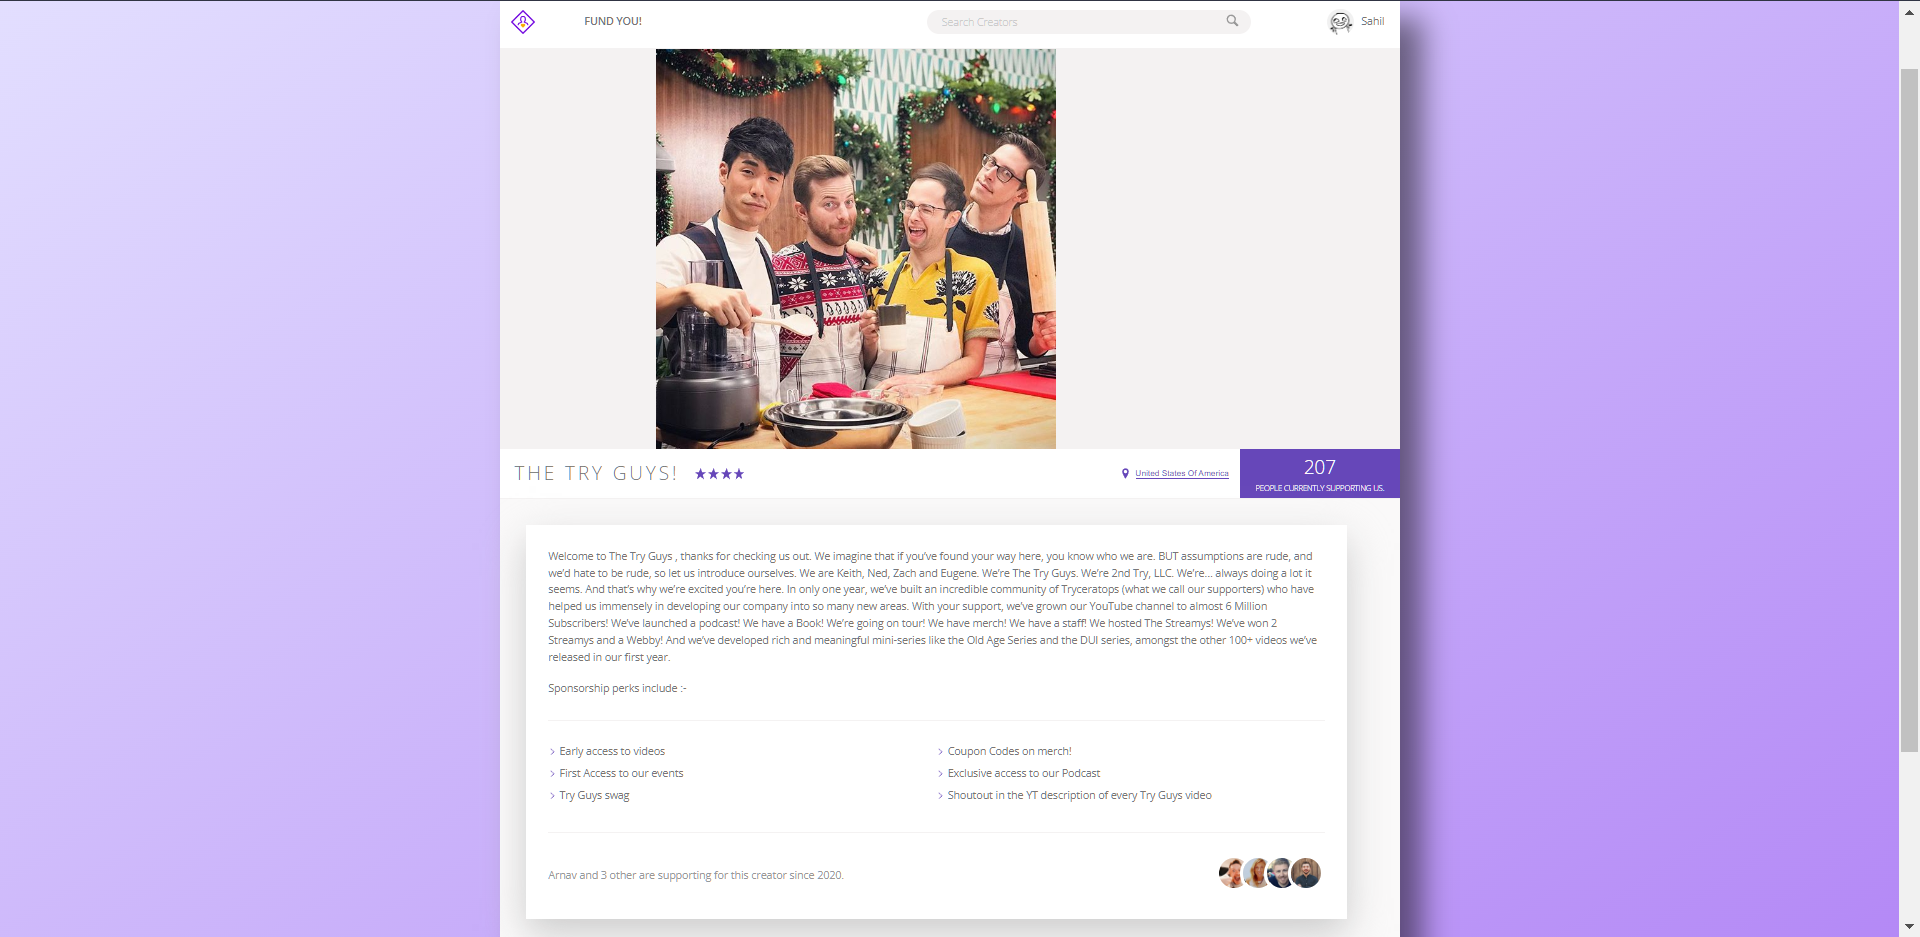 FUND YOU!
Search Creators
Sahil
THE TRY GUYS!
United States Of America
207
PEOPLE CURRENTLY SUPPORTING US.
Welcome to The Try Guys , thanks for checking us out. We imagine that if you've found your way here, you know who we are. BUT assumptions are rude, and
we'd hate to be rude, so let us introduce ourselves. We are Keith, Ned, Zach and Eugene. We're The Try Guys. We're 2nd Try, LLC. We're... always doing a lot it
seems. And that's why we're excited you're here. In only one year, we've built an incredible community of Tryceratops (what we call our supporters) who have
helped us immensely in developing our company into so many new areas. With your support, we've grown our YouTube channel to almost 6 Million
Subscribers! We've launched a podcast! We have a Book! We're going on tour! We have merch! We have a staff! We hosted The Streamys! We've won 2
Streamys and a Webby! And we've developed rich and meaningful mini-series like the Old Age Series and the DUI series, amongst the other 100+ videos we've
released in our first year.
Sponsorship perks include :-
Early access to videos
First Access to our events
Try Guys swag
Coupon Codes on merch!
Exclusive access to our Podcast
Shoutout in the YT description of every Try Guys video
Arnav and 3 other are supporting for this creator since 2020.